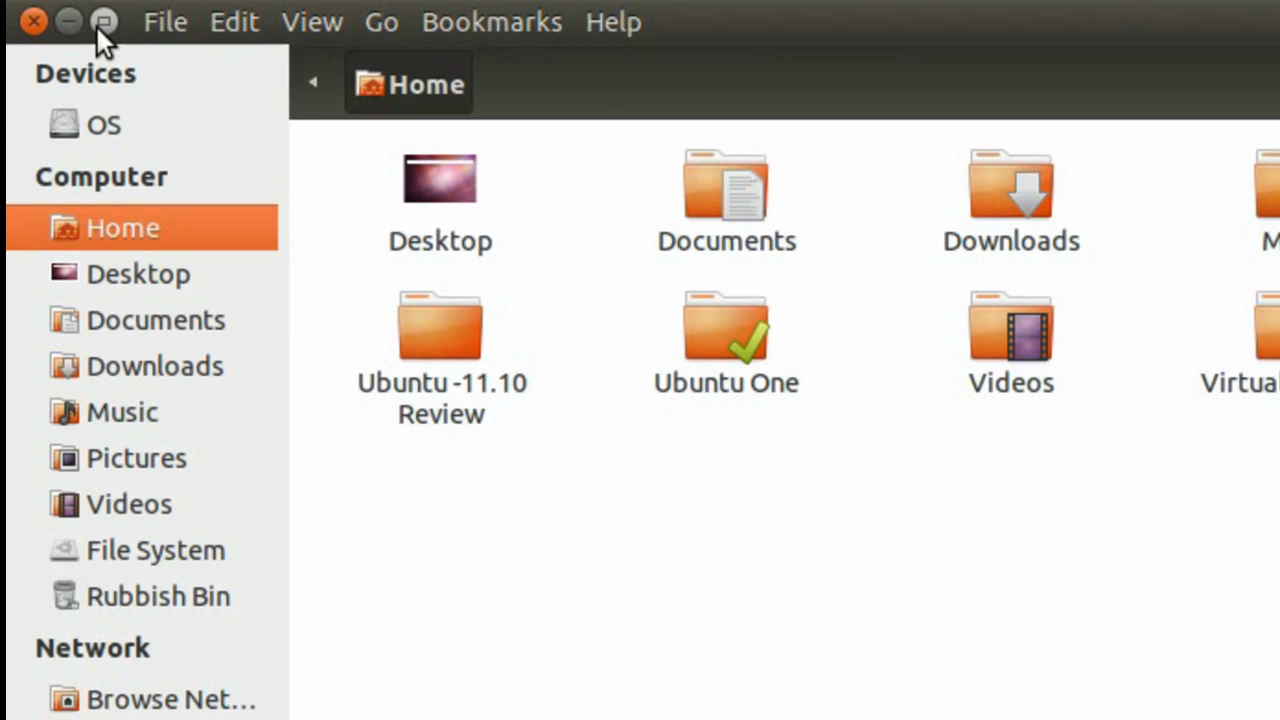 File Edit View Go Bookmarks Help
Devices
OS
Computer
Home
Desktop
Documents
Downloads
Music
Pictures
Videos
File System
Rubbish Bin
Network
Browse Net…
Home
Desktop Documents Downloads M
Ubuntu -11.10 Ubuntu One Videos Virtual
Review